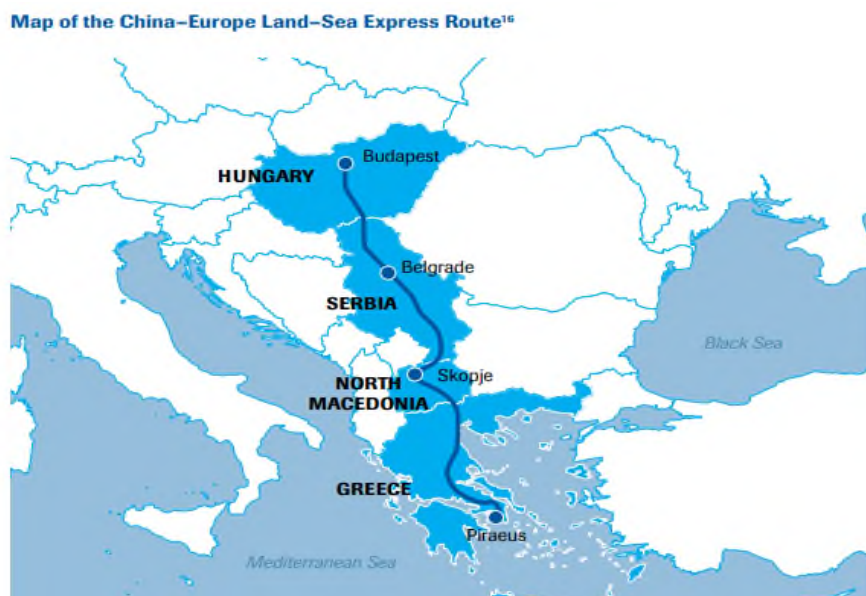 Map of the China–Europe Land–Sea Express Route¹⁶
Budapest
HUNGARY
Belgrade
SERBIA
Black Sea
Skopje
NORTH
MACEDONIA
GREECE
Piraeus
Mediterranean Sea